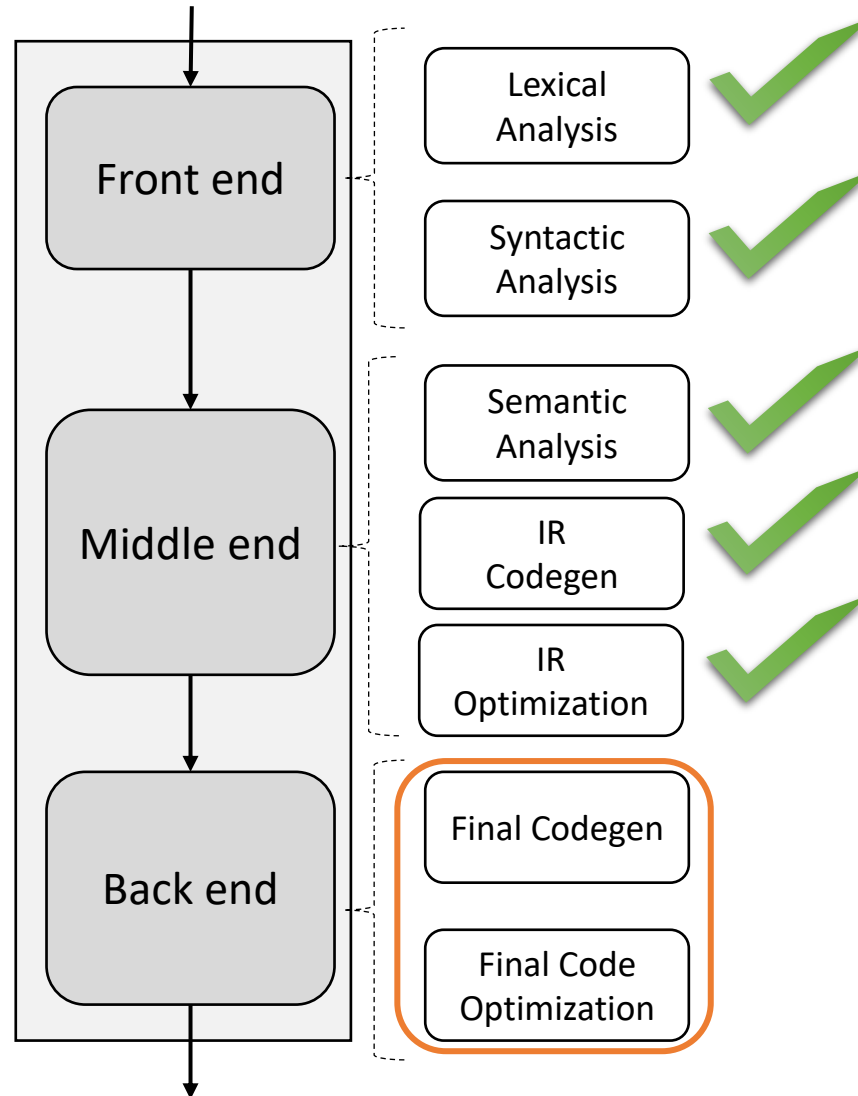 Front end
Lexical
Analysis
Syntactic
Analysis
Middle end
Semantic
Analysis
IR
Codegen
IR
Optimization
Back end
Final Codegen
Final Code
Optimization